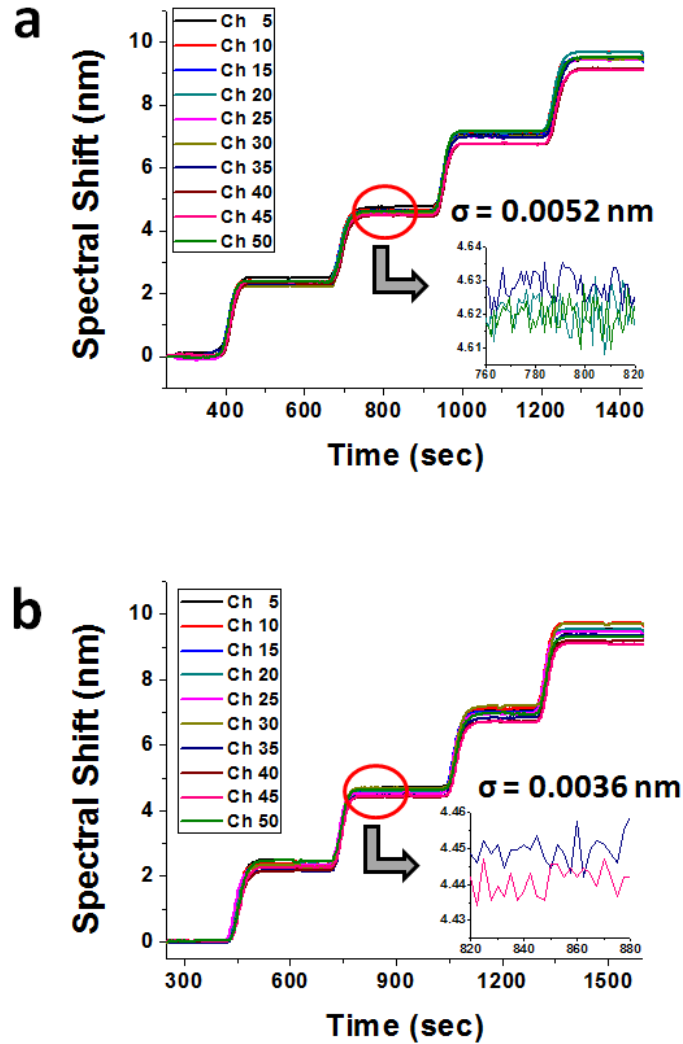 a
Spectral Shift (nm)
10
8
6
4
2
0
Ch 5
Ch 10
Ch 15
Ch 20
Ch 25
Ch 30
Ch 35
Ch 40
Ch 45
Ch 50
σ = 0.0052 nm
4.64
4.63
4.62
4.61
760 780 800 820
400 600 800 1000 1200 1400
Time (sec)
b
Spectral Shift (nm)
10
8
6
4
2
0
Ch 5
Ch 10
Ch 15
Ch 20
Ch 25
Ch 30
Ch 35
Ch 40
Ch 45
Ch 50
σ = 0.0036 nm
4.46
4.45
4.44
4.43
820 840 860 880
300 600 900 1200 1500
Time (sec)